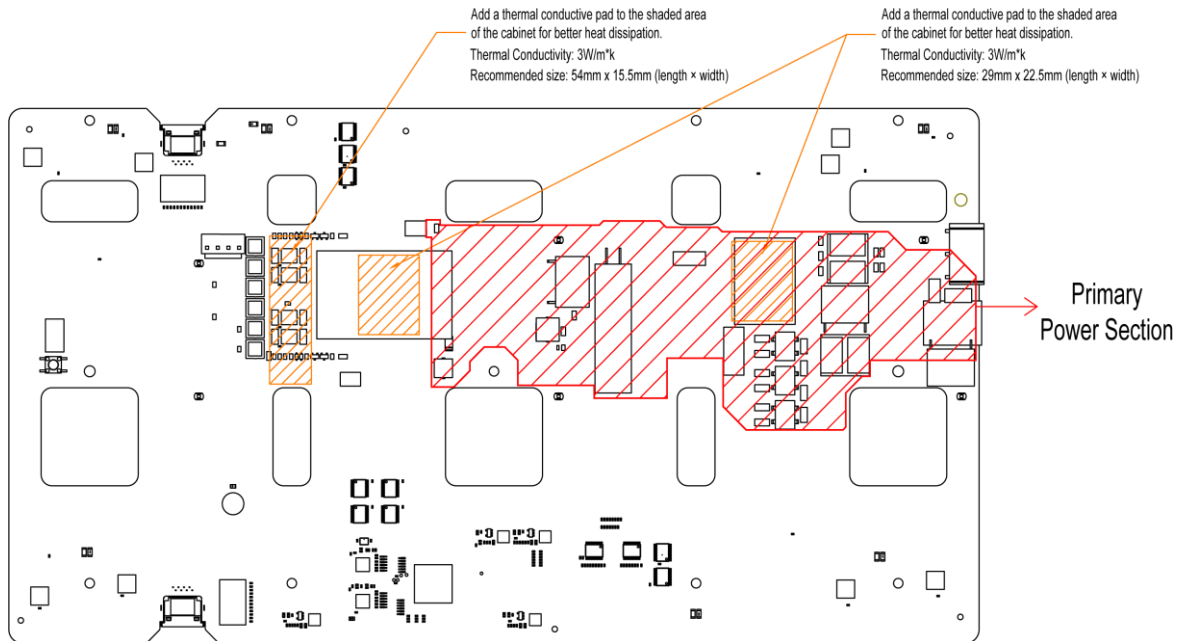 Add a thermal conductive pad to the shaded area
of the cabinet for better heat dissipation.
Thermal Conductivity: 3W/m*k
Recommended size: 54mm x 15.5mm (length × width)
Add a thermal conductive pad to the shaded area
of the cabinet for better heat dissipation.
Thermal Conductivity: 3W/m*k
Recommended size: 29mm x 22.5mm (length × width)
Primary
Power Section